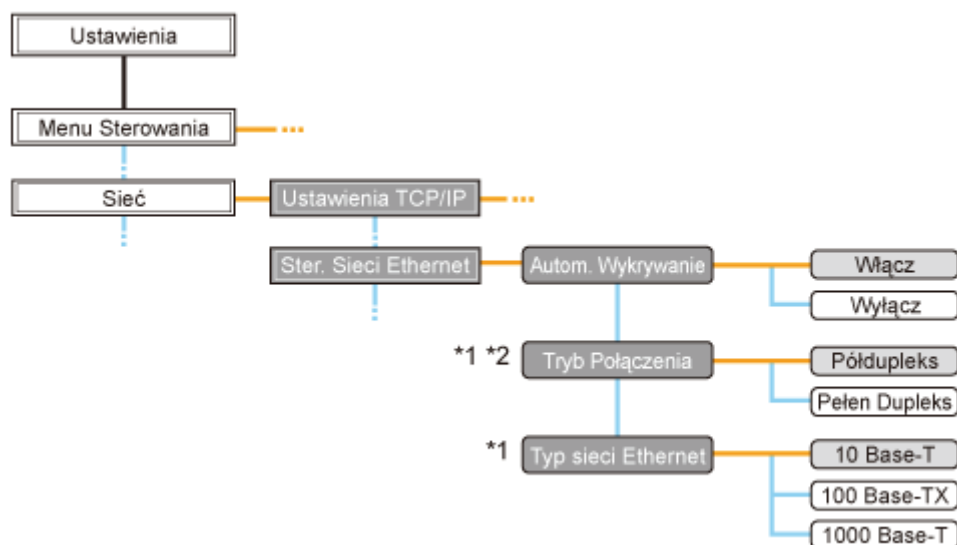 Ustawienia
Menu Sterowania
Sieć
Ustawienia TCP/IP
Ster. Sieci Ethernet
Autom. Wykrywanie
Włącz
Wyłącz
*1 *2
Tryb Połączenia
Półdupleks
Pełen Dupleks
*1
Typ sieci Ethernet
10 Base-T
100 Base-TX
1000 Base-T